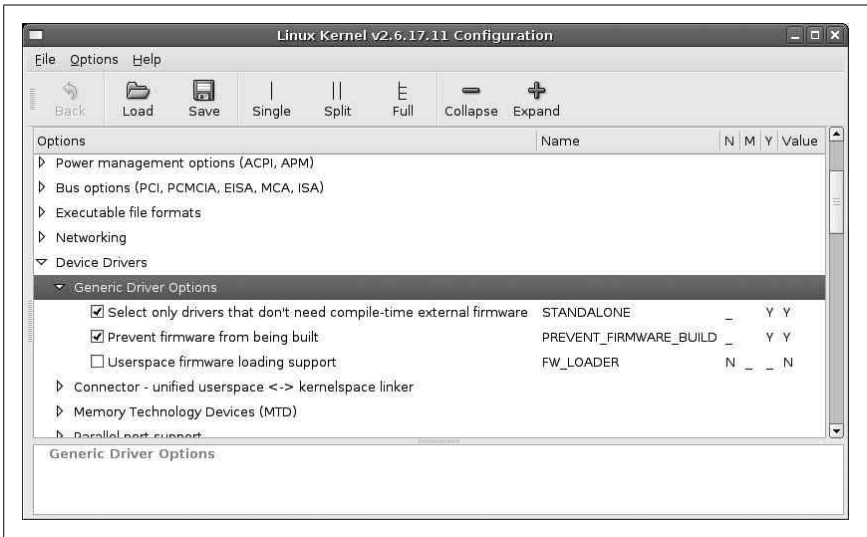 Linux Kernel v2.6.17.11 Configuration
File Options Help
Back Load Save Single Split Full Collapse Expand
Options Name N M Y Value
Power management options (ACPI, APM)
Bus options (PCI, PCMCIA, EISA, MCA, ISA)
Executable file formats
Networking
Device Drivers
Generic Driver Options
Select only drivers that don't need compile-time external firmware STANDALONE _ Y Y
Prevent firmware from being built PREVENT_FIRMWARE_BUILD _ Y Y
Userspace firmware loading support FW_LOADER N _ _ N
Connector - unified userspace <-> kernelspace linker
Memory Technology Devices (MTD)
Parallel port support
Generic Driver Options